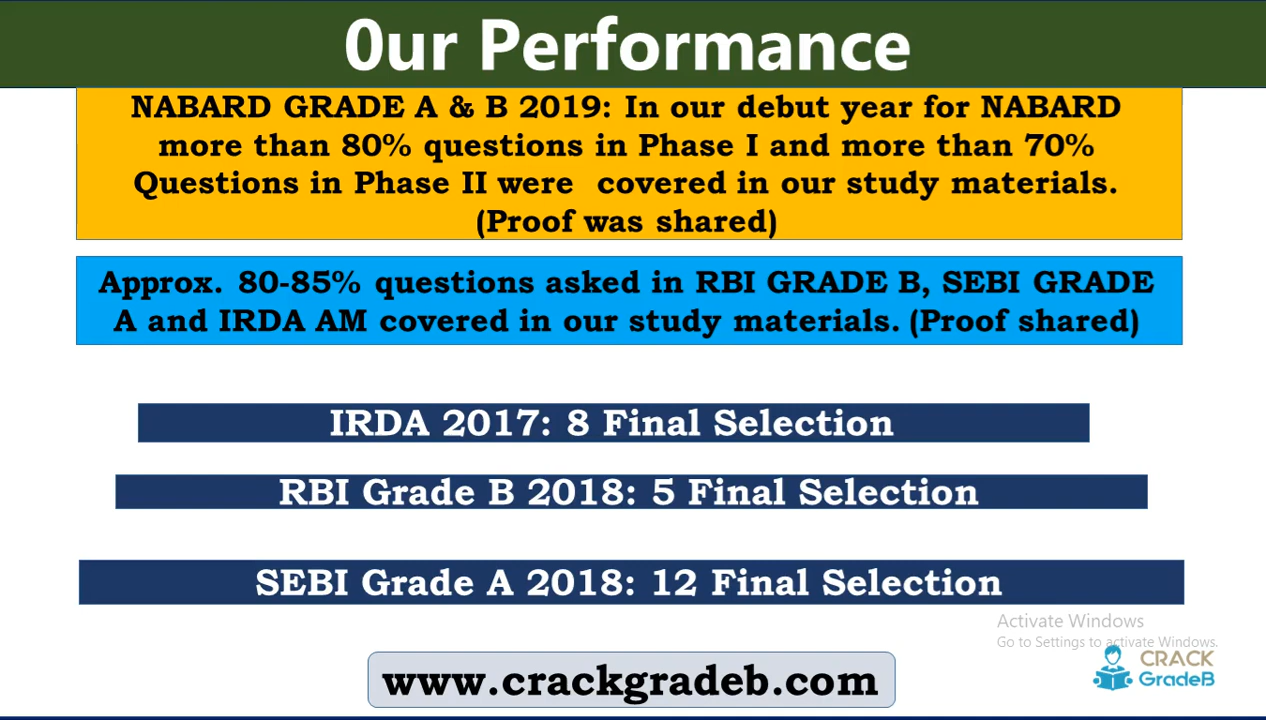 0ur Performance
NABARD GRADE A & B 2019: In our debut year for NABARD
more than 80% questions in Phase I and more than 70%
Questions in Phase II were covered in our study materials.
(Proof was shared)
Approx. 80-85% questions asked in RBI GRADE B, SEBI GRADE
A and IRDA AM covered in our study materials. (Proof shared)
IRDA 2017: 8 Final Selection
RBI Grade B 2018: 5 Final Selection
SEBI Grade A 2018: 12 Final Selection
Activate Windows
Go to Settings to activate Windows.
www.crackgradeb.com
CRACK
GradeB